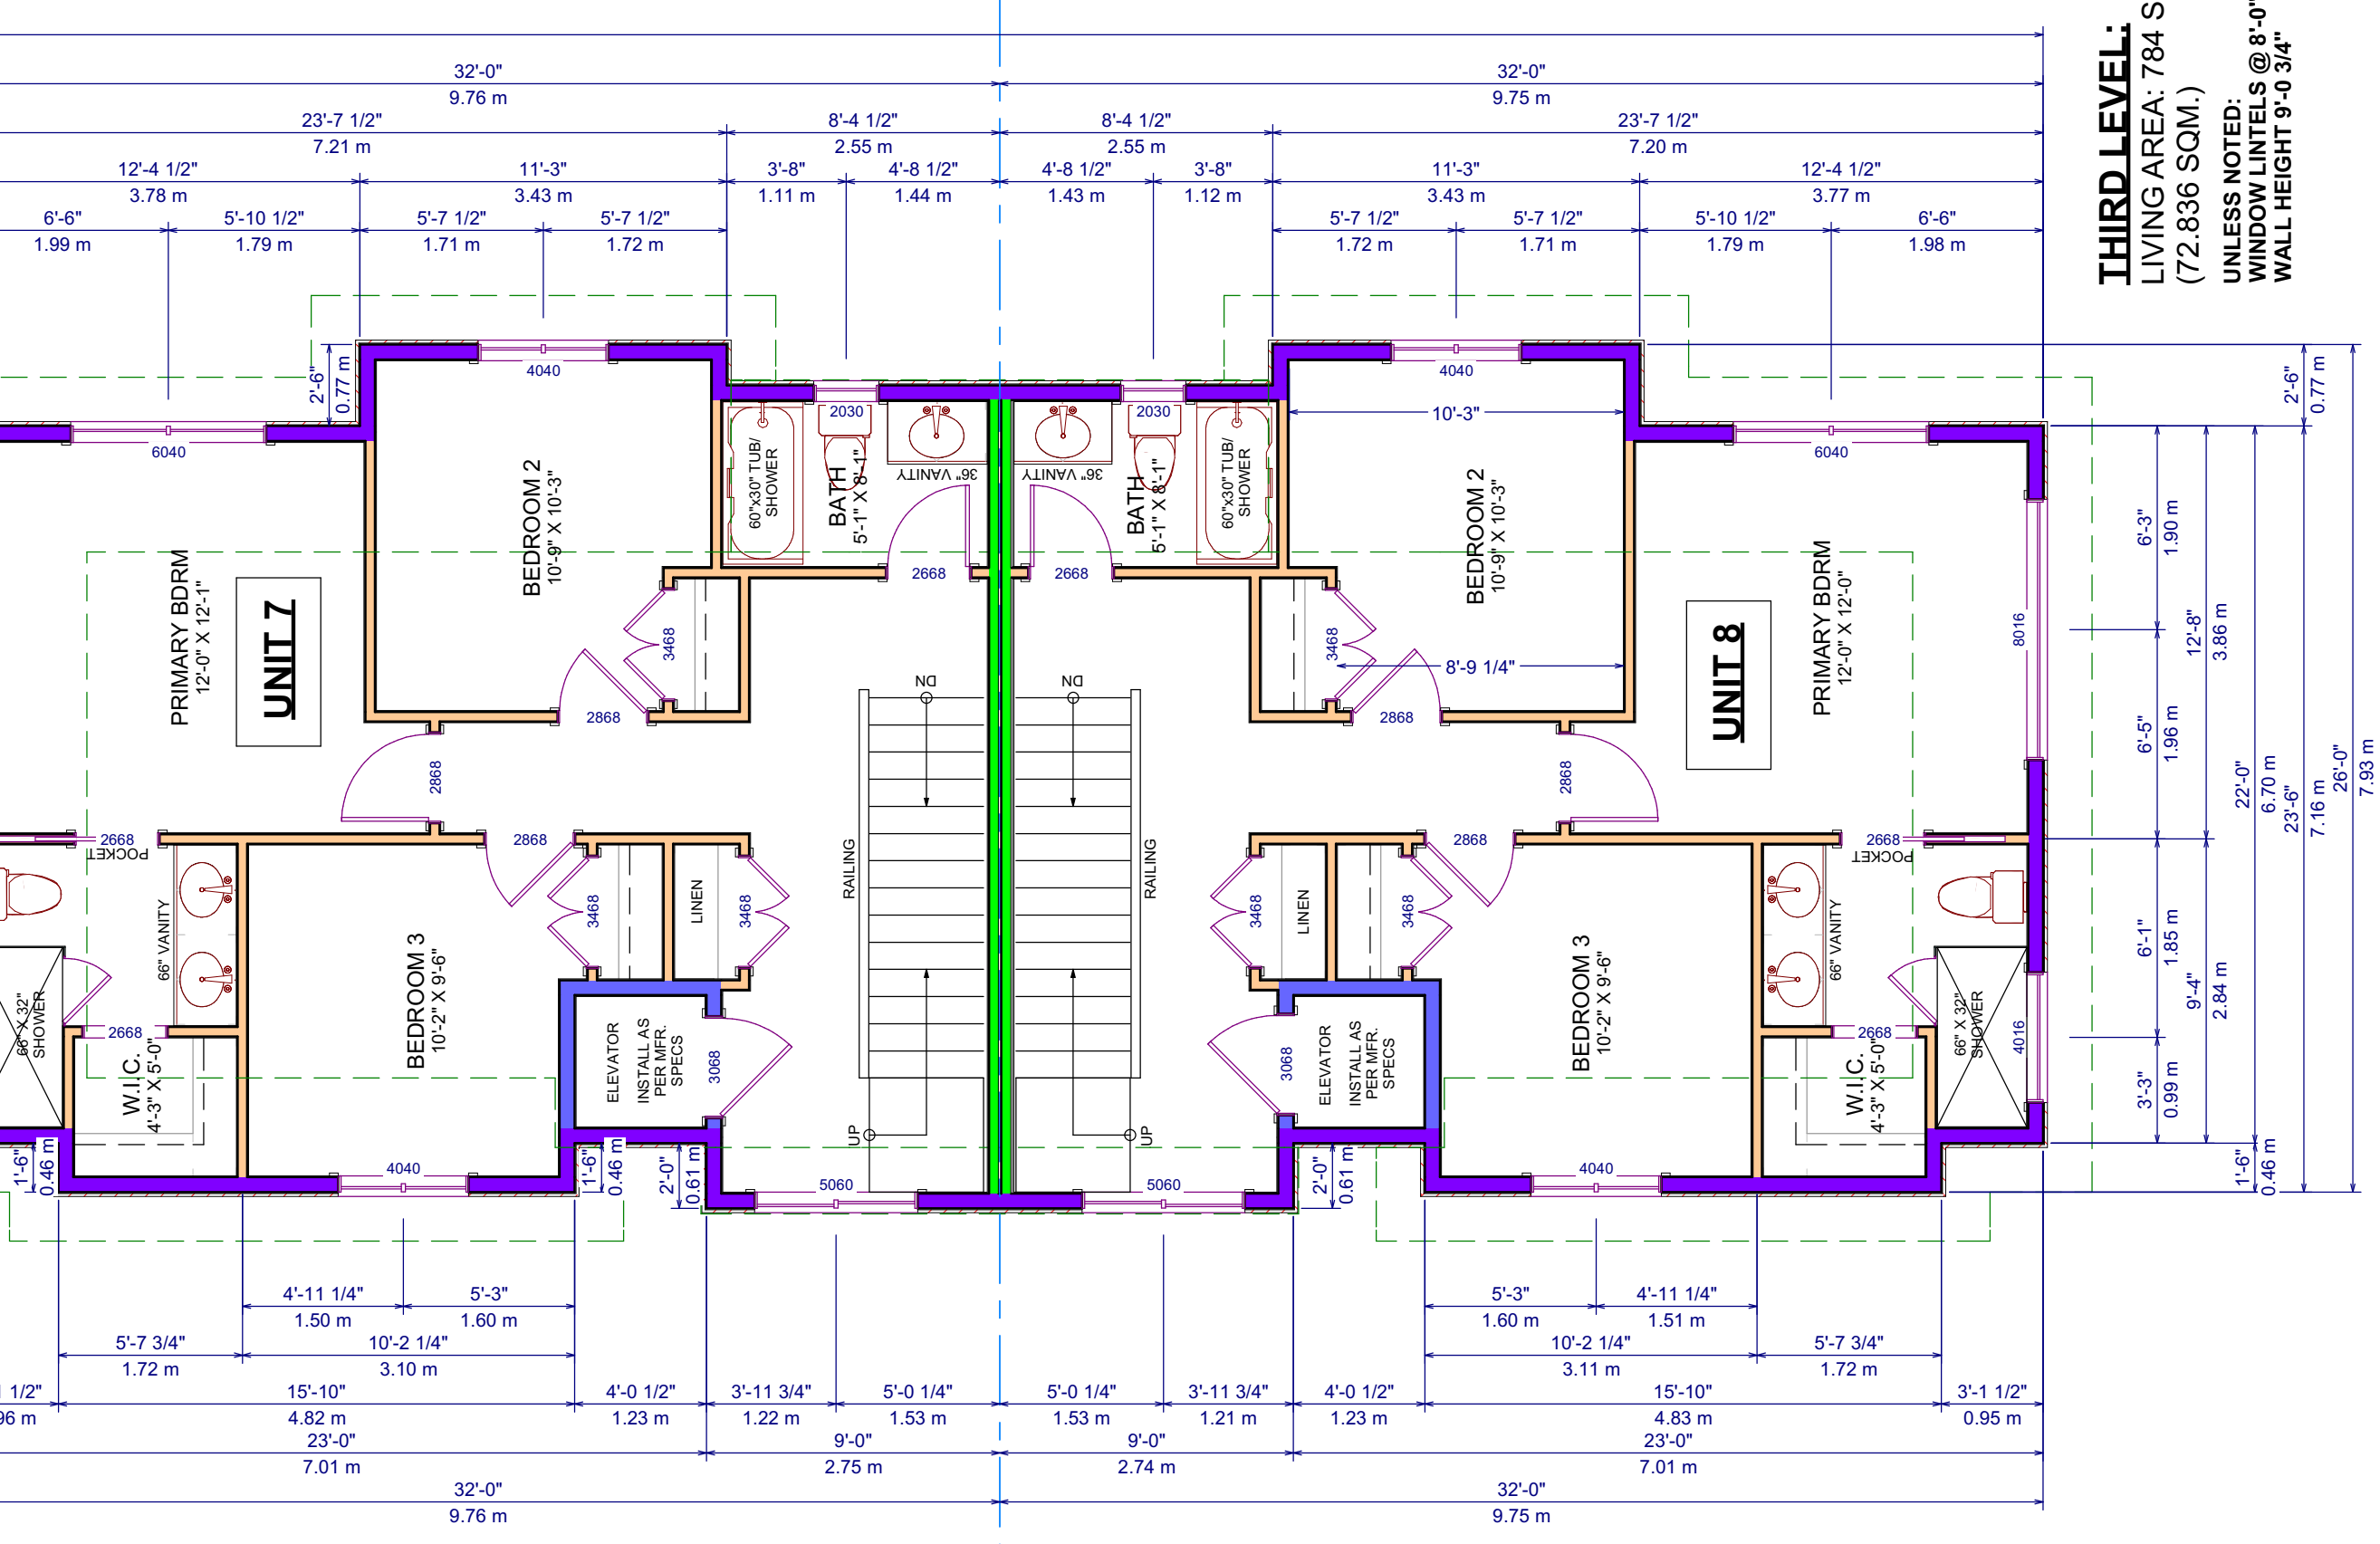 32'-0"
9.76 m
32'-0"
9.75 m
23'-7 1/2"
7.21 m
8'-4 1/2"
2.55 m
8'-4 1/2"
2.55 m
23'-7 1/2"
7.20 m
12'-4 1/2"
3.78 m
11'-3"
3.43 m
3'-8"
1.11 m
4'-8 1/2"
1.44 m
4'-8 1/2"
1.43 m
3'-8"
1.12 m
11'-3"
3.43 m
12'-4 1/2"
3.77 m
6'-6"
1.99 m
5'-10 1/2"
1.79 m
5'-7 1/2"
1.71 m
5'-7 1/2"
1.72 m
5'-7 1/2"
1.72 m
5'-7 1/2"
1.71 m
5'-10 1/2"
1.79 m
6'-6"
1.98 m
THIRD LEVEL:
LIVING AREA: 784 S
(72.836 SQM.)
UNLESS NOTED:
WINDOW LINTELS @ 8'-0"
WALL HEIGHT 9'-0 3/4"
2'-6"
0.77 m
4040
6040
2030
2030
4040
10'-3"
6040
2'-6"
0.77 m
PRIMARY BDRM
12'-0" X 12'-1"
UNIT 7
BEDROOM 2
10'-9" X 10'-3"
60"x30" TUB/
SHOWER
BATH
5'-1" X 8'-1"
36" VANITY
2668
36" VANITY
2668
BATH
5'-1" X 8'-1"
60"x30" TUB/
SHOWER
BEDROOM 2
10'-9" X 10'-3"
UNIT 8
PRIMARY BDRM
12'-0" X 12'-0"
8016
6'-3"
1.90 m
6'-5"
1.96 m
12'-8"
3.86 m
22'-0"
6.70 m
23'-6"
7.16 m
26'-0"
7.93 m
3468
2868
2868
DN
DN
3468
8'-9 1/4"
2868
2868
2668
POCKET
2868
RAILING
RAILING
2868
2668
POCKET
66" VANITY
66" X 32"
SHOWER
2668
W.I.C.
4'-3" X 5'-0"
BEDROOM 3
10'-2" X 9'-6"
3468
LINEN
3468
ELEVATOR
INSTALL AS
PER MFR.
SPECS
3068
UP
UP
3468
LINEN
3468
3068
ELEVATOR
INSTALL AS
PER MFR.
SPECS
BEDROOM 3
10'-2" X 9'-6"
66" VANITY
2668
W.I.C.
4'-3" X 5'-0"
66" X 32"
SHOWER
4016
6'-1"
1.85 m
3'-3"
0.99 m
9'-4"
2.84 m
1'-6"
0.46 m
1'-6"
0.46 m
4040
1'-6"
0.46 m
2'-0"
0.61 m
5060
5060
2'-0"
0.61 m
4040
4'-11 1/4"
1.50 m
5'-3"
1.60 m
5'-3"
1.60 m
4'-11 1/4"
1.51 m
5'-7 3/4"
1.72 m
10'-2 1/4"
3.10 m
10'-2 1/4"
3.11 m
5'-7 3/4"
1.72 m
1/2"
96 m
15'-10"
4.82 m
4'-0 1/2"
1.23 m
3'-11 3/4"
1.22 m
5'-0 1/4"
1.53 m
5'-0 1/4"
1.53 m
3'-11 3/4"
1.21 m
4'-0 1/2"
1.23 m
15'-10"
4.83 m
3'-1 1/2"
0.95 m
23'-0"
7.01 m
9'-0"
2.75 m
9'-0"
2.74 m
23'-0"
7.01 m
32'-0"
9.76 m
32'-0"
9.75 m